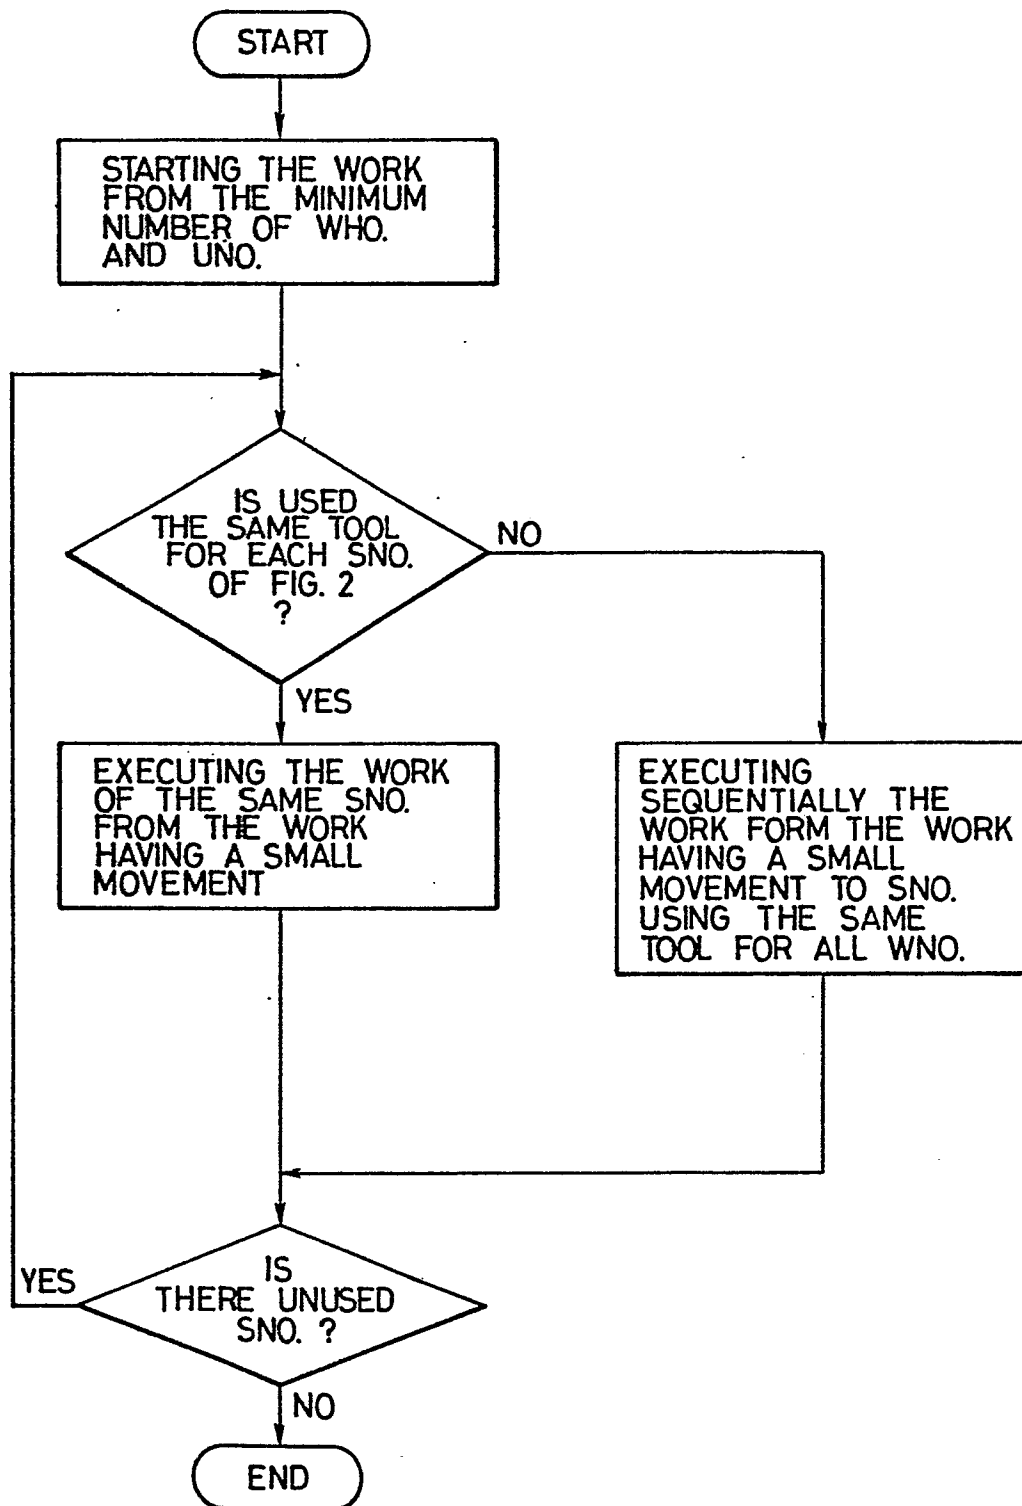 START
STARTING THE WORK
FROM THE MINIMUM
NUMBER OF WHO.
AND UNO.
IS USED
THE SAME TOOL
FOR EACH SNO.
OF FIG. 2
?
NO
YES
EXECUTING THE WORK
OF THE SAME SNO.
FROM THE WORK
HAVING A SMALL
MOVEMENT
EXECUTING
SEQUENTIALLY THE
WORK FORM THE WORK
HAVING A SMALL
MOVEMENT TO SNO.
USING THE SAME
TOOL FOR ALL WNO.
IS
THERE UNUSED
SNO. ?
YES
NO
END